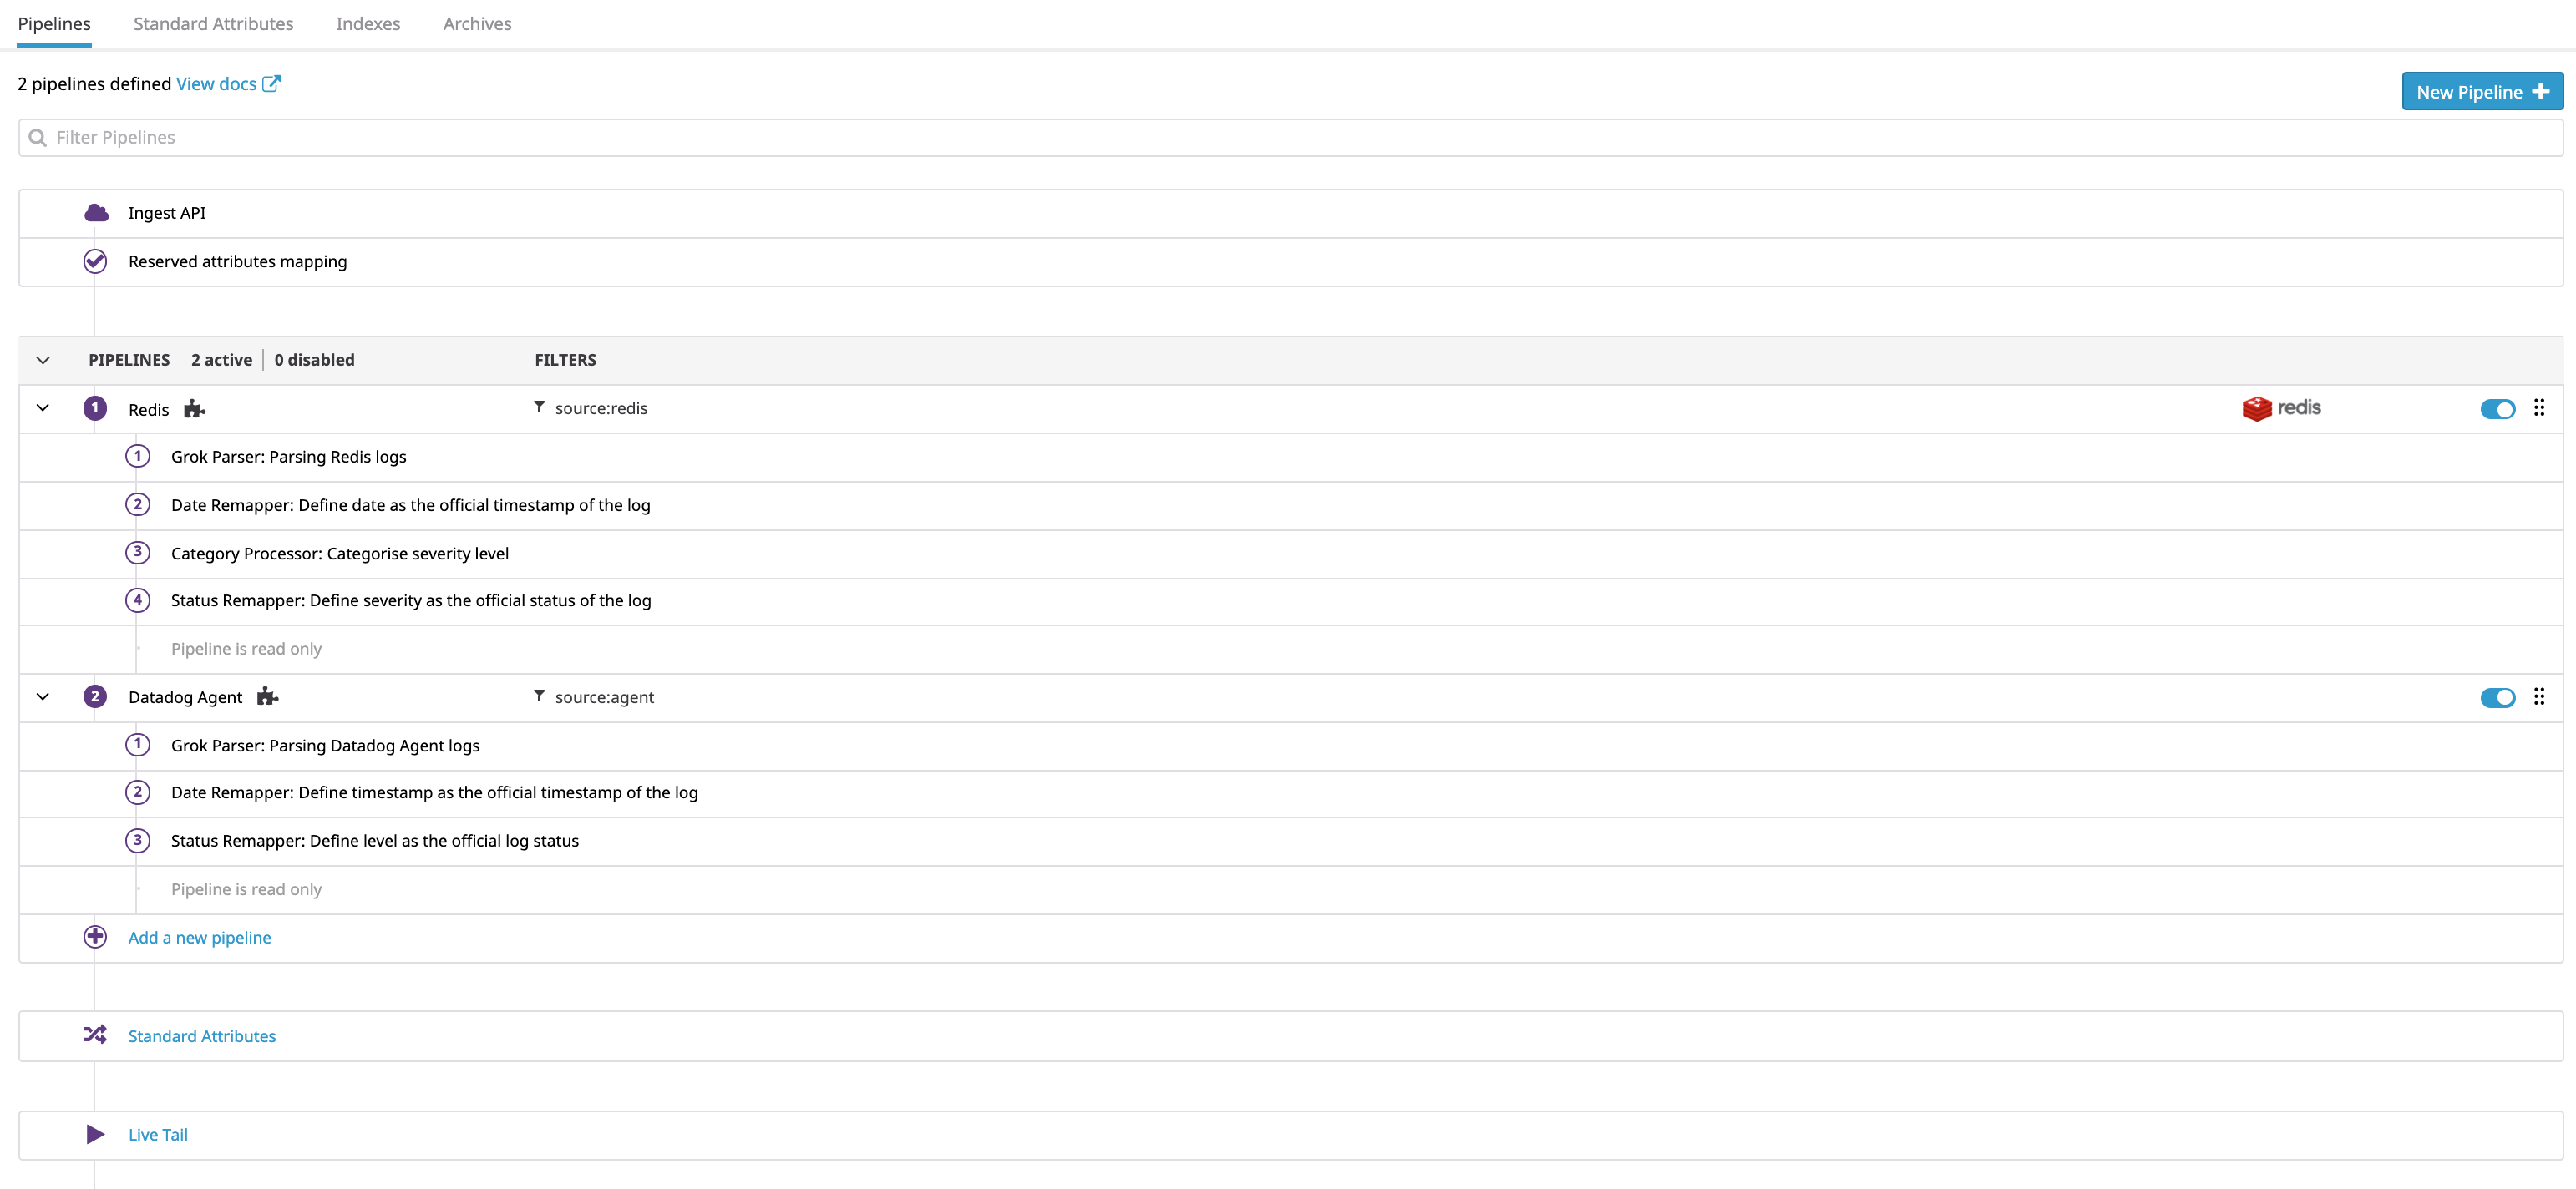 Pipelines Standard Attributes Indexes Archives
2 pipelines defined View docs
New Pipeline
Filter Pipelines
Ingest API
Reserved attributes mapping
PIPELINES 2 active 0 disabled FILTERS
1 Redis source:redis redis
1 Grok Parser: Parsing Redis logs
2 Date Remapper: Define date as the official timestamp of the log
3 Category Processor: Categorise severity level
4 Status Remapper: Define severity as the official status of the log
Pipeline is read only
2 Datadog Agent source:agent
1 Grok Parser: Parsing Datadog Agent logs
2 Date Remapper: Define timestamp as the official timestamp of the log
3 Status Remapper: Define level as the official log status
Pipeline is read only
Add a new pipeline
Standard Attributes
Live Tail